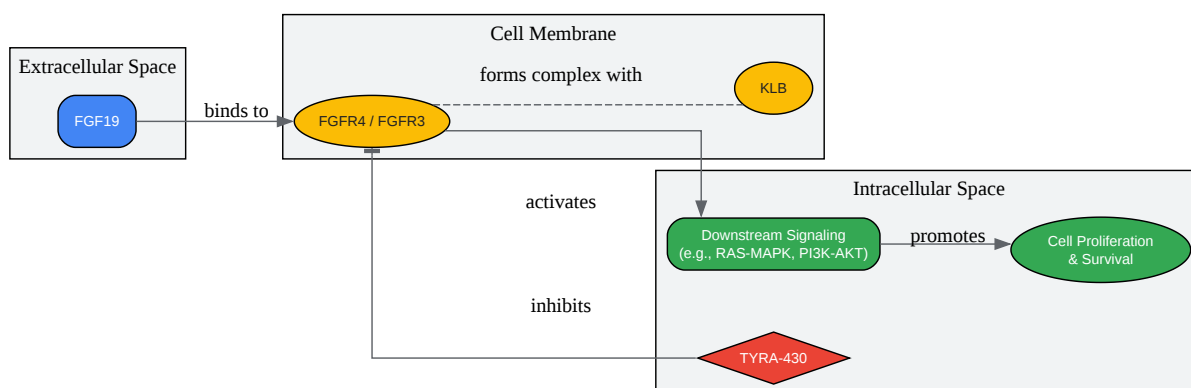 Cell Membrane
Extracellular Space
forms complex with
KLB
FGF19
binds to
FGFR4 / FGFR3
activates
Intracellular Space
Downstream Signaling
(e.g., RAS-MAPK, PI3K-AKT)
promotes
Cell Proliferation
& Survival
inhibits
TYRA-430